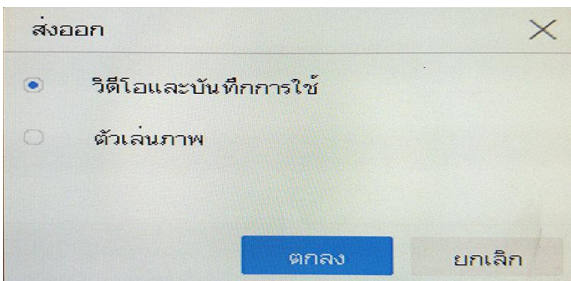 ส่งออก
วิดีโอและบันทึกการใช้
ตัวเล่นภาพ
ตกลง ยกเลิก